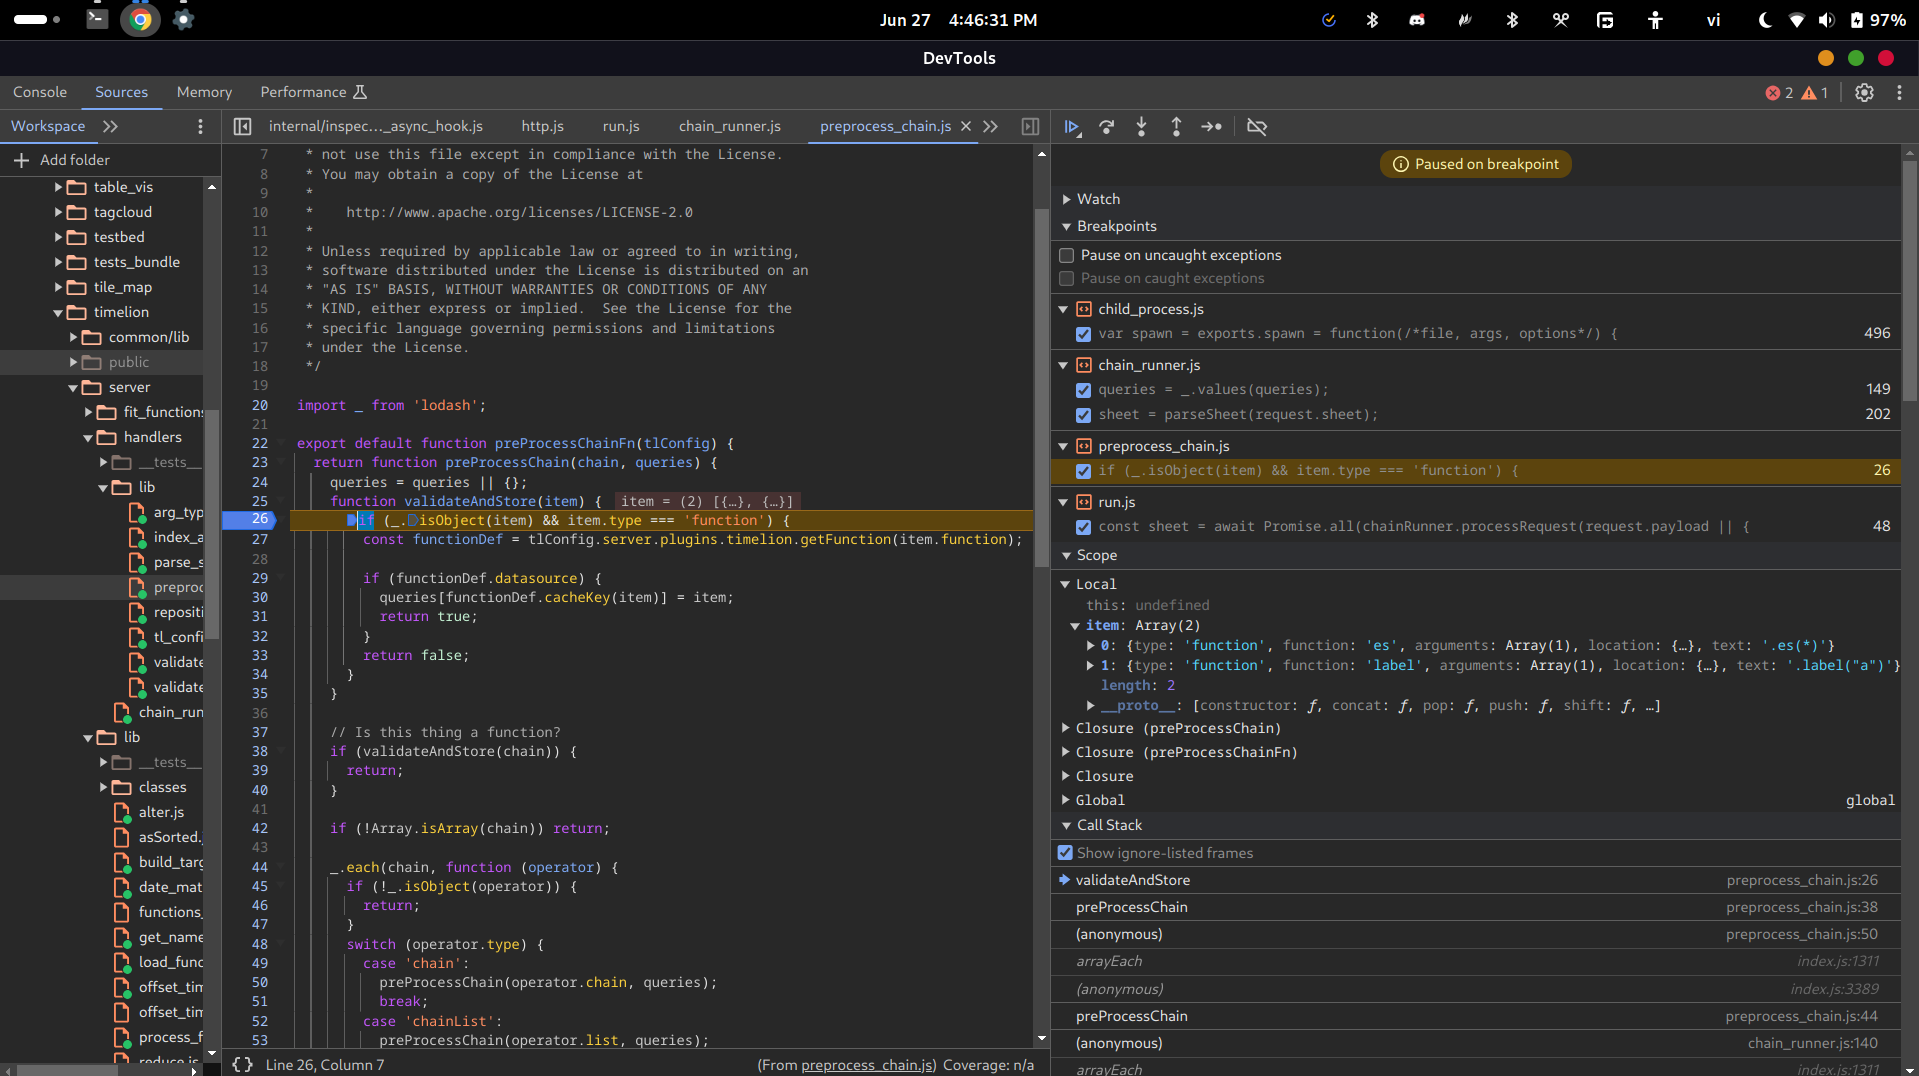 Jun 27 4:46:31 PM
vi
97%
DevTools
Console Sources Memory Performance
2 1
Workspace
internal/inspec…_async_hook.js http.js run.js chain_runner.js preprocess_chain.js
Add folder
table_vis
tagcloud
testbed
tests_bundle
tile_map
timelion
common/lib
public
server
fit_functions
handlers
__tests__
lib
arg_typ
index_a
parse_s
preproc
repositi
tl_confi
validate
validate
chain_run
lib
__tests__
classes
alter.js
asSorted.
build_targ
date_mat
functions_
get_name
load_func
offset_tim
offset_tim
process_f
reduce.js
7 * not use this file except in compliance with the License.
8 * You may obtain a copy of the License at
9 *
10 * http://www.apache.org/licenses/LICENSE-2.0
11 *
12 * Unless required by applicable law or agreed to in writing,
13 * software distributed under the License is distributed on an
14 * "AS IS" BASIS, WITHOUT WARRANTIES OR CONDITIONS OF ANY
15 * KIND, either express or implied.  See the License for the
16 * specific language governing permissions and limitations
17 * under the License.
18 */
19
20 import _ from 'lodash';
21
22 export default function preProcessChainFn(tlConfig) {
23 return function preProcessChain(chain, queries) {
24 queries = queries || {};
25 function validateAndStore(item) { item = (2) [{…}, {…}]
26 if (_.isObject(item) && item.type === 'function') {
27 const functionDef = tlConfig.server.plugins.timelion.getFunction(item.function);
28
29 if (functionDef.datasource) {
30 queries[functionDef.cacheKey(item)] = item;
31 return true;
32 }
33 return false;
34 }
35 }
36
37 // Is this thing a function?
38 if (validateAndStore(chain)) {
39 return;
40 }
41
42 if (!Array.isArray(chain)) return;
43
44 _.each(chain, function (operator) {
45 if (!_.isObject(operator)) {
46 return;
47 }
48 switch (operator.type) {
49 case 'chain':
50 preProcessChain(operator.chain, queries);
51 break;
52 case 'chainList':
53 preProcessChain(operator.list, queries);
{} Line 26, Column 7 (From preprocess_chain.js) Coverage: n/a
Paused on breakpoint
Watch
Breakpoints
Pause on uncaught exceptions
Pause on caught exceptions
child_process.js
var spawn = exports.spawn = function(/*file, args, options*/) { 496
chain_runner.js
queries = _.values(queries); 149
sheet = parseSheet(request.sheet); 202
preprocess_chain.js
if (_.isObject(item) && item.type === 'function') { 26
run.js
const sheet = await Promise.all(chainRunner.processRequest(request.payload || { 48
Scope
Local
this: undefined
item: Array(2)
0: {type: 'function', function: 'es', arguments: Array(1), location: {…}, text: '.es(*)'}
1: {type: 'function', function: 'label', arguments: Array(1), location: {…}, text: '.label("a")'}
length: 2
__proto__: [constructor: ƒ, concat: ƒ, pop: ƒ, push: ƒ, shift: ƒ, …]
Closure (preProcessChain)
Closure (preProcessChainFn)
Closure
Global global
Call Stack
Show ignore-listed frames
validateAndStore preprocess_chain.js:26
preProcessChain preprocess_chain.js:38
(anonymous) preprocess_chain.js:50
arrayEach index.js:1311
(anonymous) index.js:3389
preProcessChain preprocess_chain.js:44
(anonymous) chain_runner.js:140
arrayEach index.js:1311